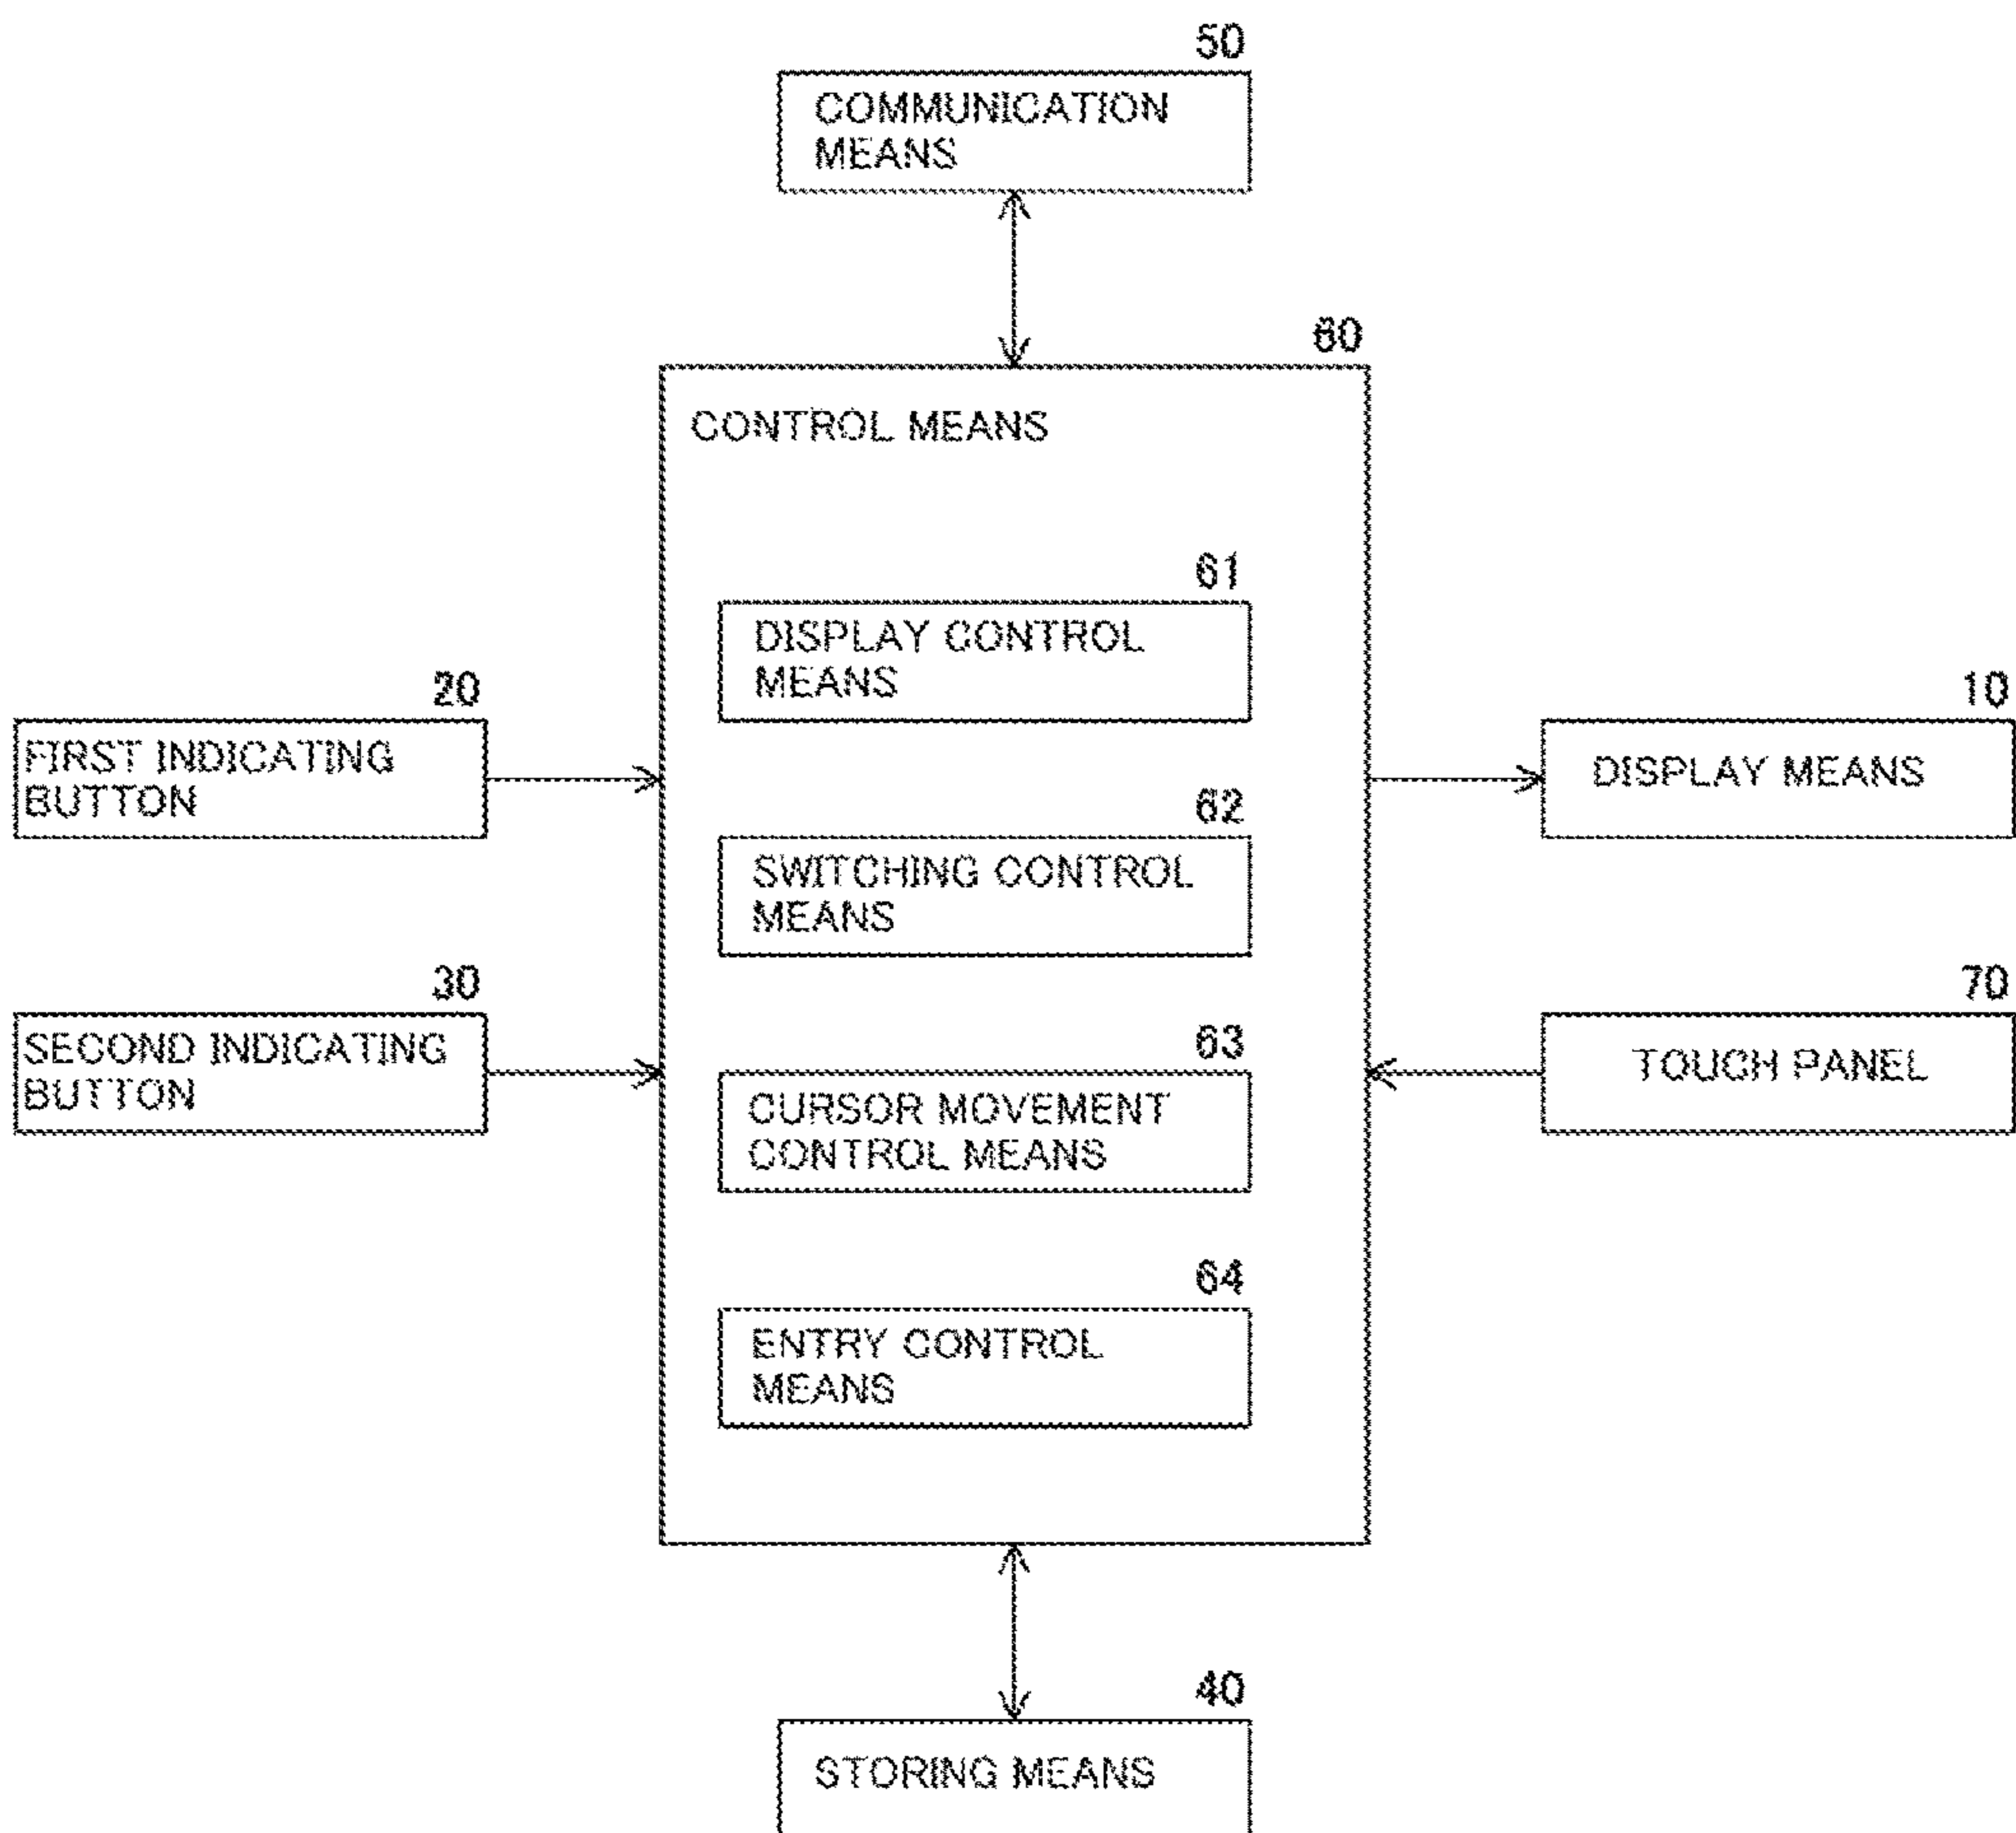 50
COMMUNICATION
MEANS
60
CONTROL MEANS
61
DISPLAY CONTROL
MEANS
20
FIRST INDICATING
BUTTON
10
DISPLAY MEANS
62
SWITCHING CONTROL
MEANS
30
SECOND INDICATING
BUTTON
70
TOUCH PANEL
63
CURSOR MOVEMENT
CONTROL MEANS
64
ENTRY CONTROL
MEANS
40
STORING MEANS